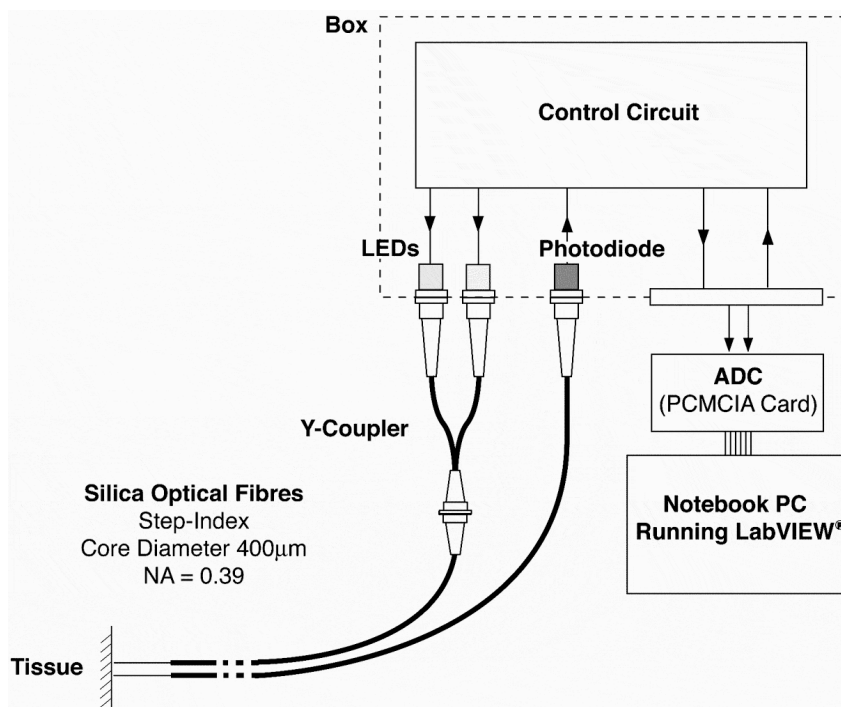 Box
Control Circuit
LEDs
Photodiode
ADC
(PCMCIA Card)
Y-Coupler
Silica Optical Fibres
Step-Index
Core Diameter 400μm
NA = 0.39
Notebook PC
Running LabVIEW®
Tissue